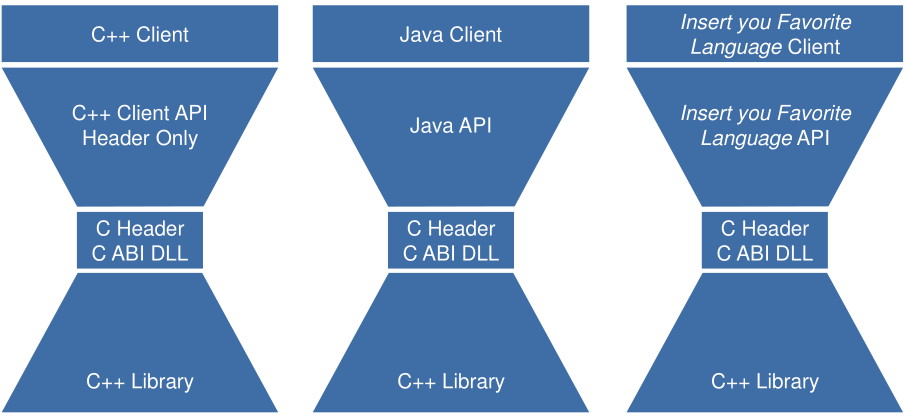 C++ Client
C++ Client API
Header Only
C Header
C ABI DLL
C++ Library
Java Client
Java API
C Header
C ABI DLL
C++ Library
Insert you Favorite
Language Client
Insert you Favorite
Language API
C Header
C ABI DLL
C++ Library